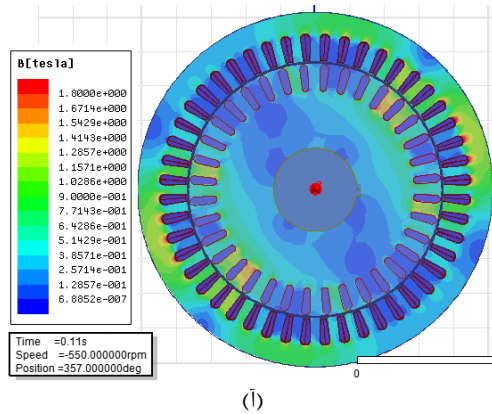 B[tesla]
1.8000e+000
1.6714e+000
1.5429e+000
1.4143e+000
1.2857e+000
1.1571e+000
1.0286e+000
9.0000e-001
7.7143e-001
6.4286e-001
5.1429e-001
3.8571e-001
2.5714e-001
1.2857e-001
6.8852e-007
Time =0.11s
Speed =-550.000000rpm
Position =357.000000deg
0
(آ)